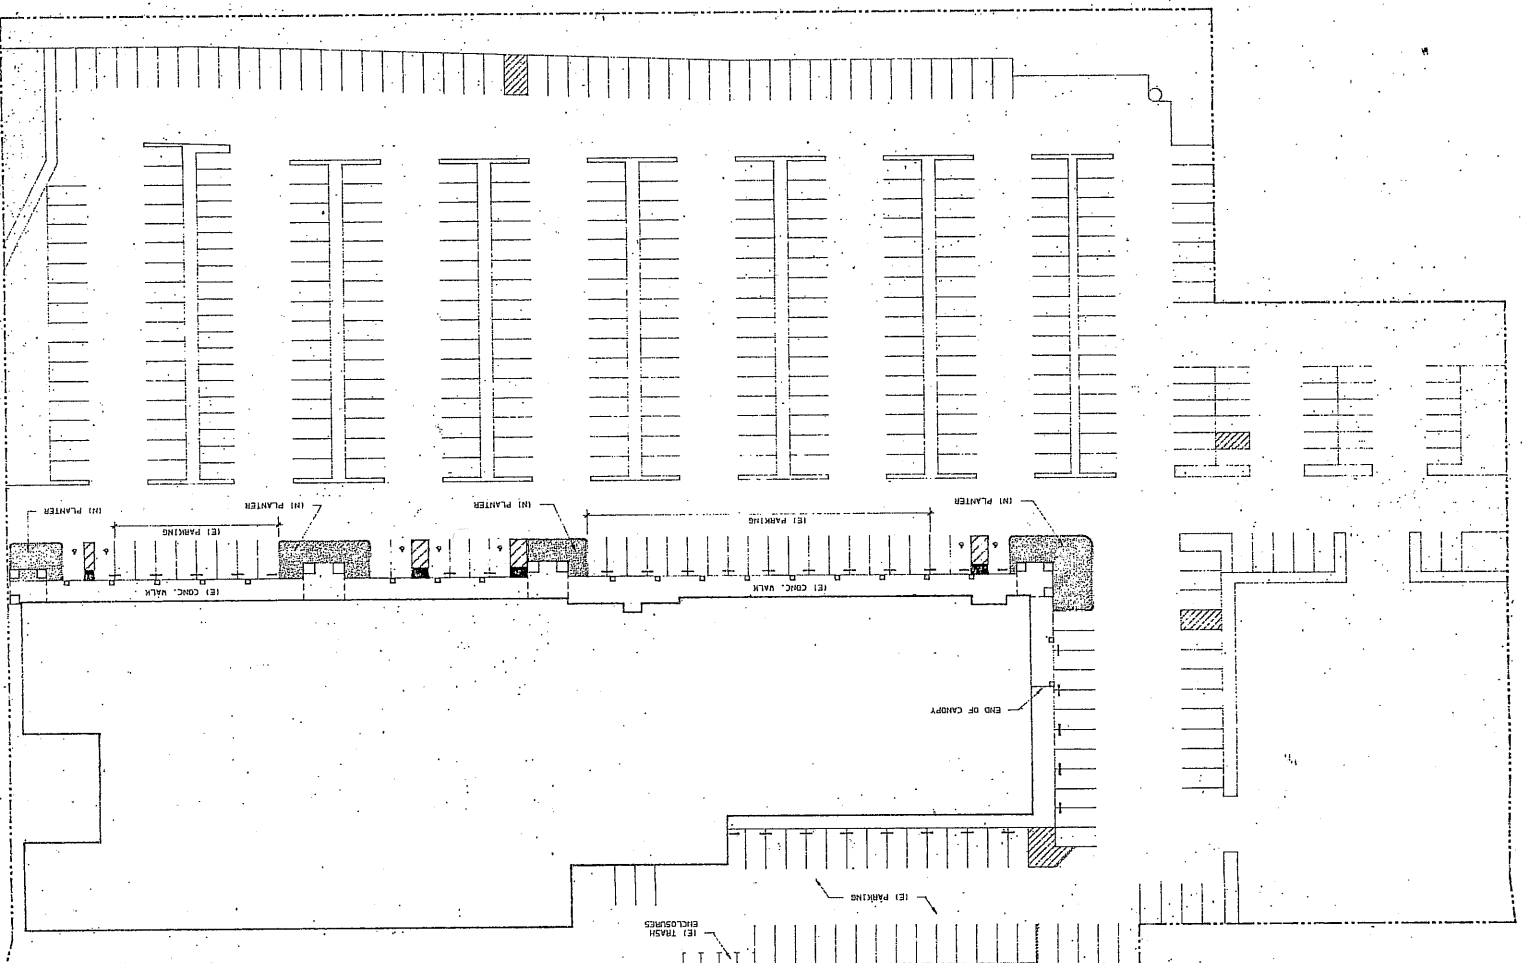 (E) TRASH
ENCLOSURES
(E) PARKING
END OF CANOPY
(E) CONC. WALK
(E) CONC. WALK
(E) PARKING
(E) PARKING
(N) PLANTER
(N) PLANTER
(N) PLANTER
(N) PLANTER